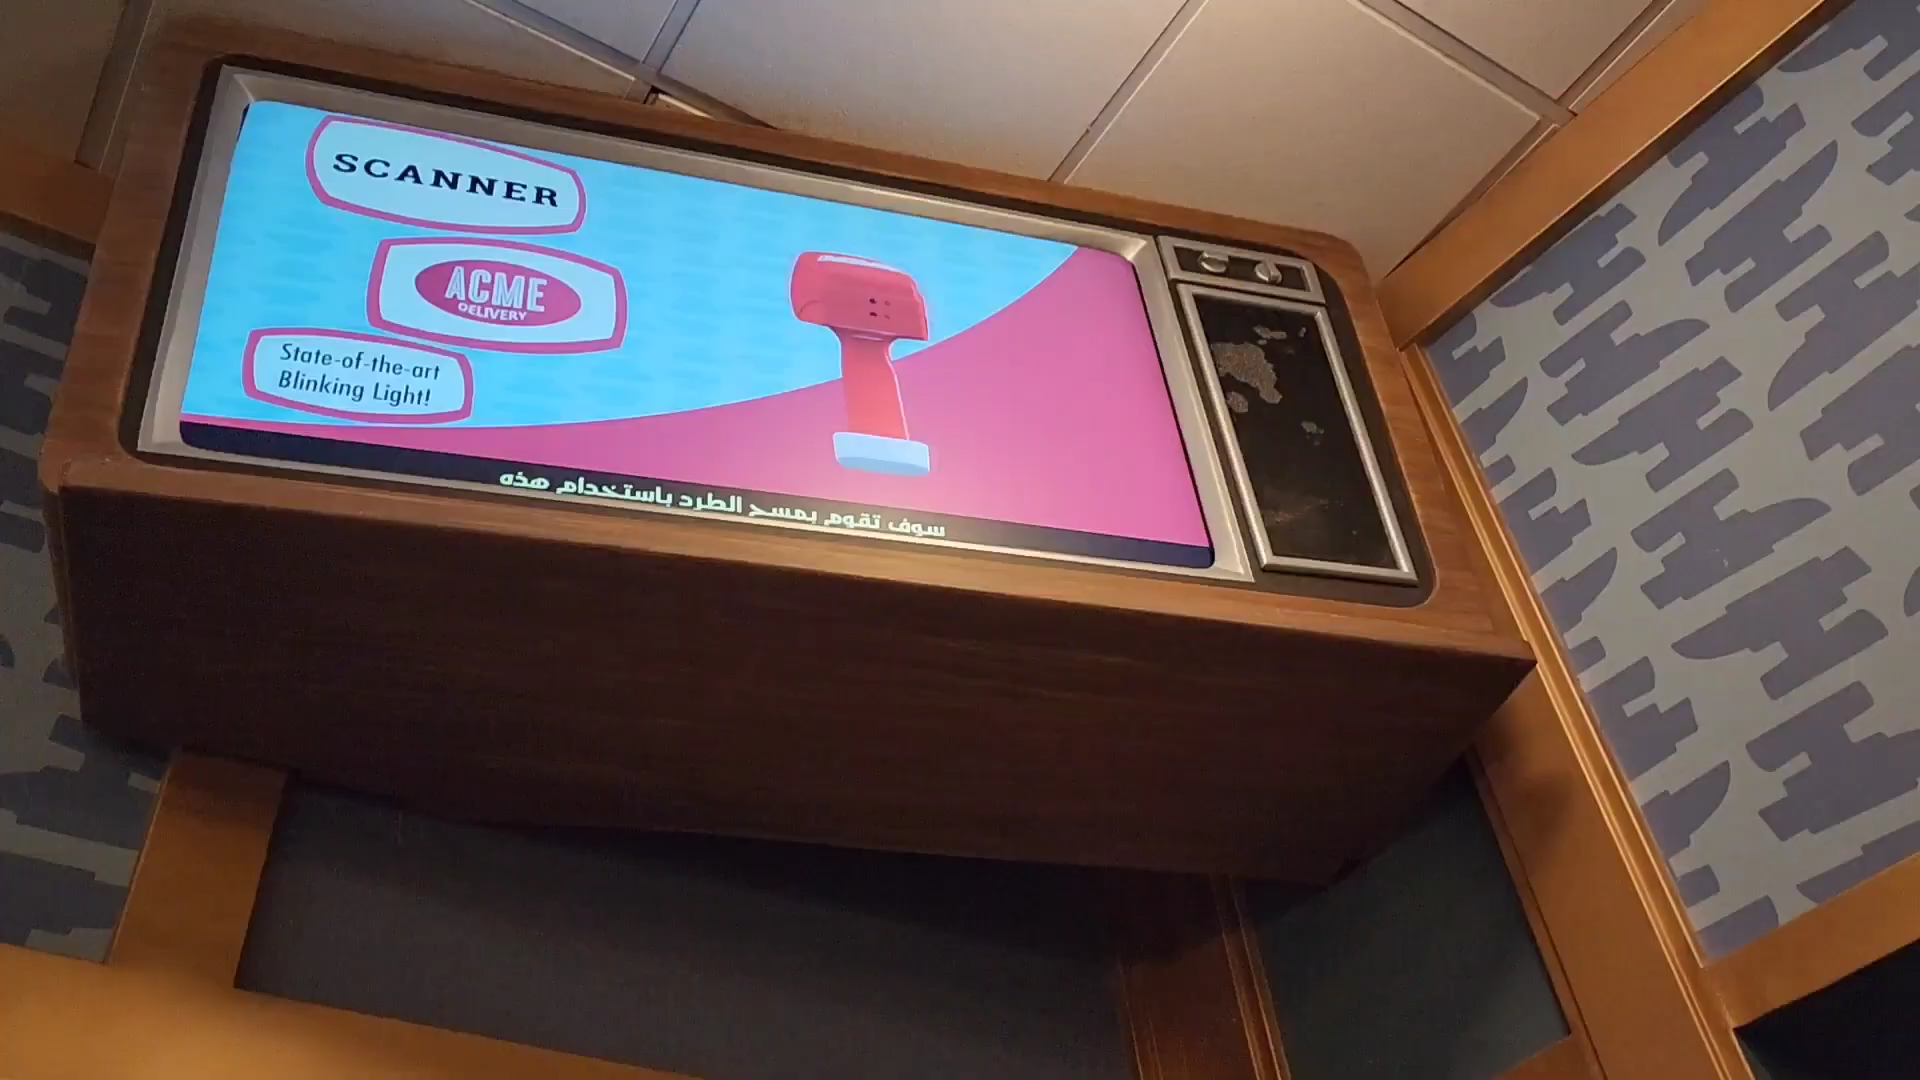 SCANNER
ACME
DELIVERY
State-of-the-art
Blinking Light!
سوف تقوم بمسح الطرد باستخدام هذه